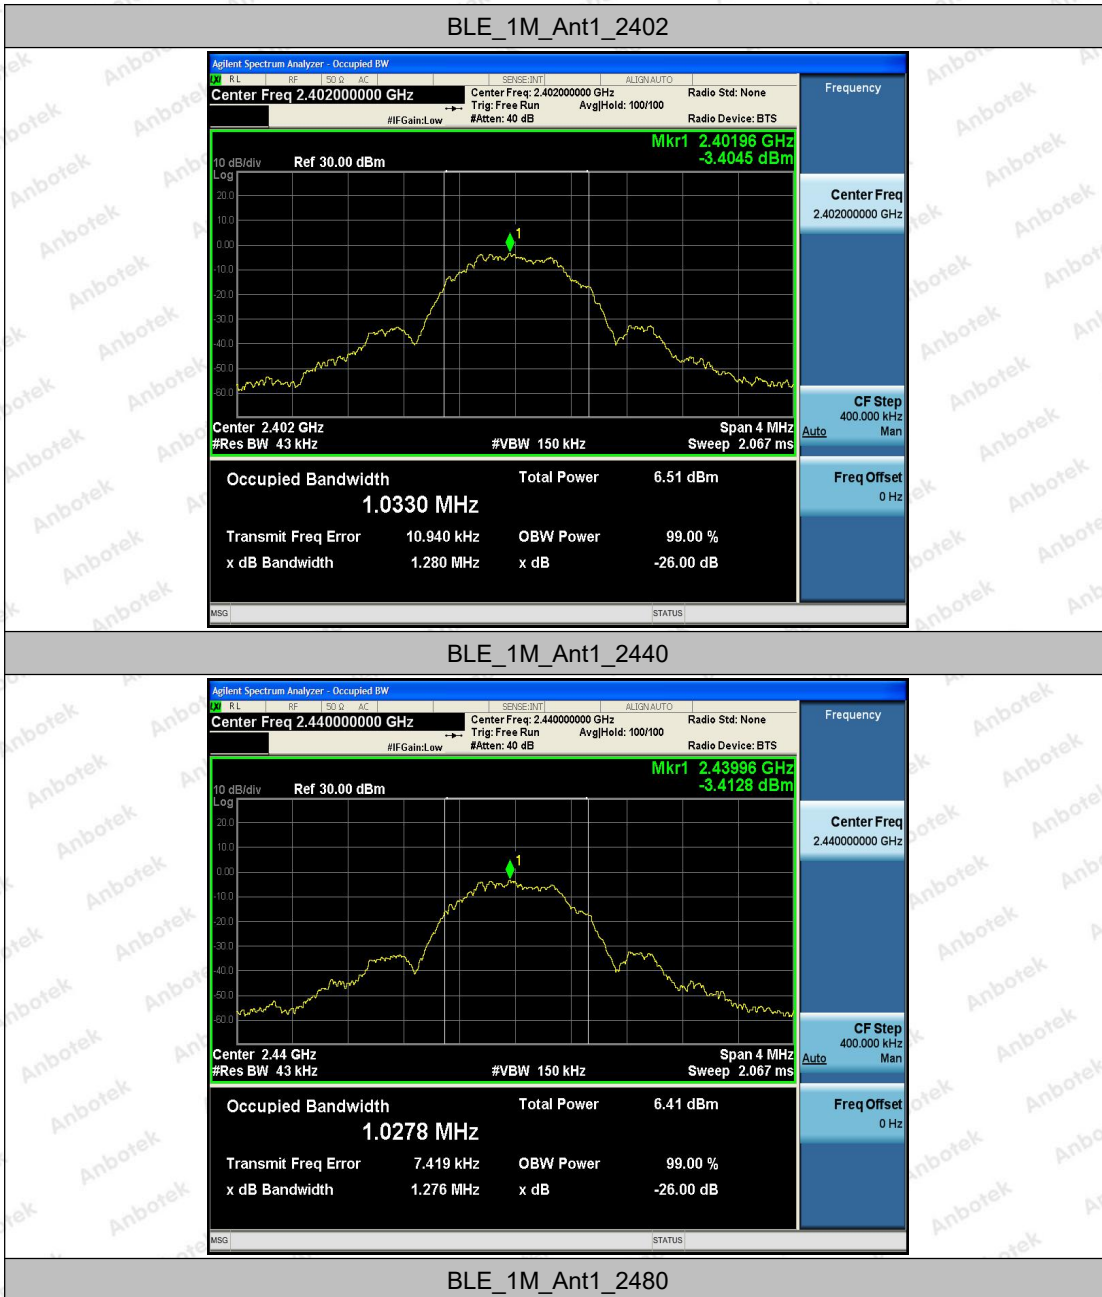 BLE_1M_Ant1_2402
Agilent Spectrum Analyzer - Occupied BW
LXI RL RF 50 Ω AC SENSE:INT ALIGN AUTO
Center Freq 2.402000000 GHz
Center Freq: 2.402000000 GHz Radio Std: None
Trig: Free Run Avg|Hold: 100/100
#IFGain:Low #Atten: 40 dB Radio Device: BTS
Mkr1 2.40196 GHz
-3.4045 dBm
10 dB/div Ref 30.00 dBm
Log
20.0
10.0
0.00
-10.0
-20.0
-30.0
-40.0
-50.0
-60.0
1
Center 2.402 GHz Span 4 MHz
#Res BW 43 kHz #VBW 150 kHz Sweep 2.067 ms
Occupied Bandwidth Total Power 6.51 dBm
1.0330 MHz
Transmit Freq Error 10.940 kHz OBW Power 99.00 %
x dB Bandwidth 1.280 MHz x dB -26.00 dB
MSG STATUS
Frequency
Center Freq
2.402000000 GHz
CF Step
400.000 kHz
Auto Man
Freq Offset
0 Hz
BLE_1M_Ant1_2440
Agilent Spectrum Analyzer - Occupied BW
LXI RL RF 50 Ω AC SENSE:INT ALIGN AUTO
Center Freq 2.440000000 GHz
Center Freq: 2.440000000 GHz Radio Std: None
Trig: Free Run Avg|Hold: 100/100
#IFGain:Low #Atten: 40 dB Radio Device: BTS
Mkr1 2.43996 GHz
-3.4128 dBm
10 dB/div Ref 30.00 dBm
Log
20.0
10.0
0.00
-10.0
-20.0
-30.0
-40.0
-50.0
-60.0
1
Center 2.44 GHz Span 4 MHz
#Res BW 43 kHz #VBW 150 kHz Sweep 2.067 ms
Occupied Bandwidth Total Power 6.41 dBm
1.0278 MHz
Transmit Freq Error 7.419 kHz OBW Power 99.00 %
x dB Bandwidth 1.276 MHz x dB -26.00 dB
MSG STATUS
Frequency
Center Freq
2.440000000 GHz
CF Step
400.000 kHz
Auto Man
Freq Offset
0 Hz
BLE_1M_Ant1_2480
Anbotek